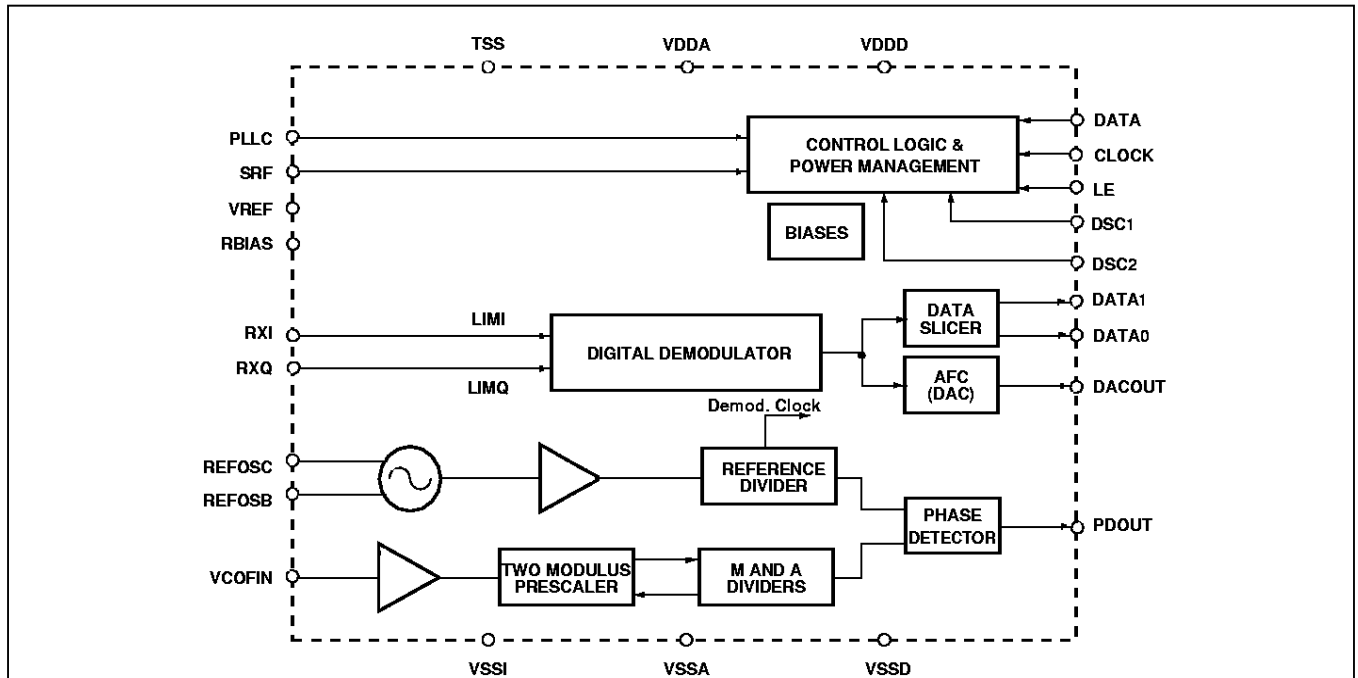 TSS
VDDA
VDDD
PLLC
SRF
VREF
RBIAS
CONTROL LOGIC &
POWER MANAGEMENT
DATA
CLOCK
LE
DSC1
DSC2
BIASES
RXI
RXQ
LIMI
LIMQ
DIGITAL DEMODULATOR
DATA
SLICER
DATA1
DATA0
AFC
(DAC)
DACOUT
Demod. Clock
REFOSC
REFOSB
REFERENCE
DIVIDER
PHASE
DETECTOR
PDOUT
VCOFIN
TWO MODULUS
PRESCALER
M AND A
DIVIDERS
VSSI
VSSA
VSSD